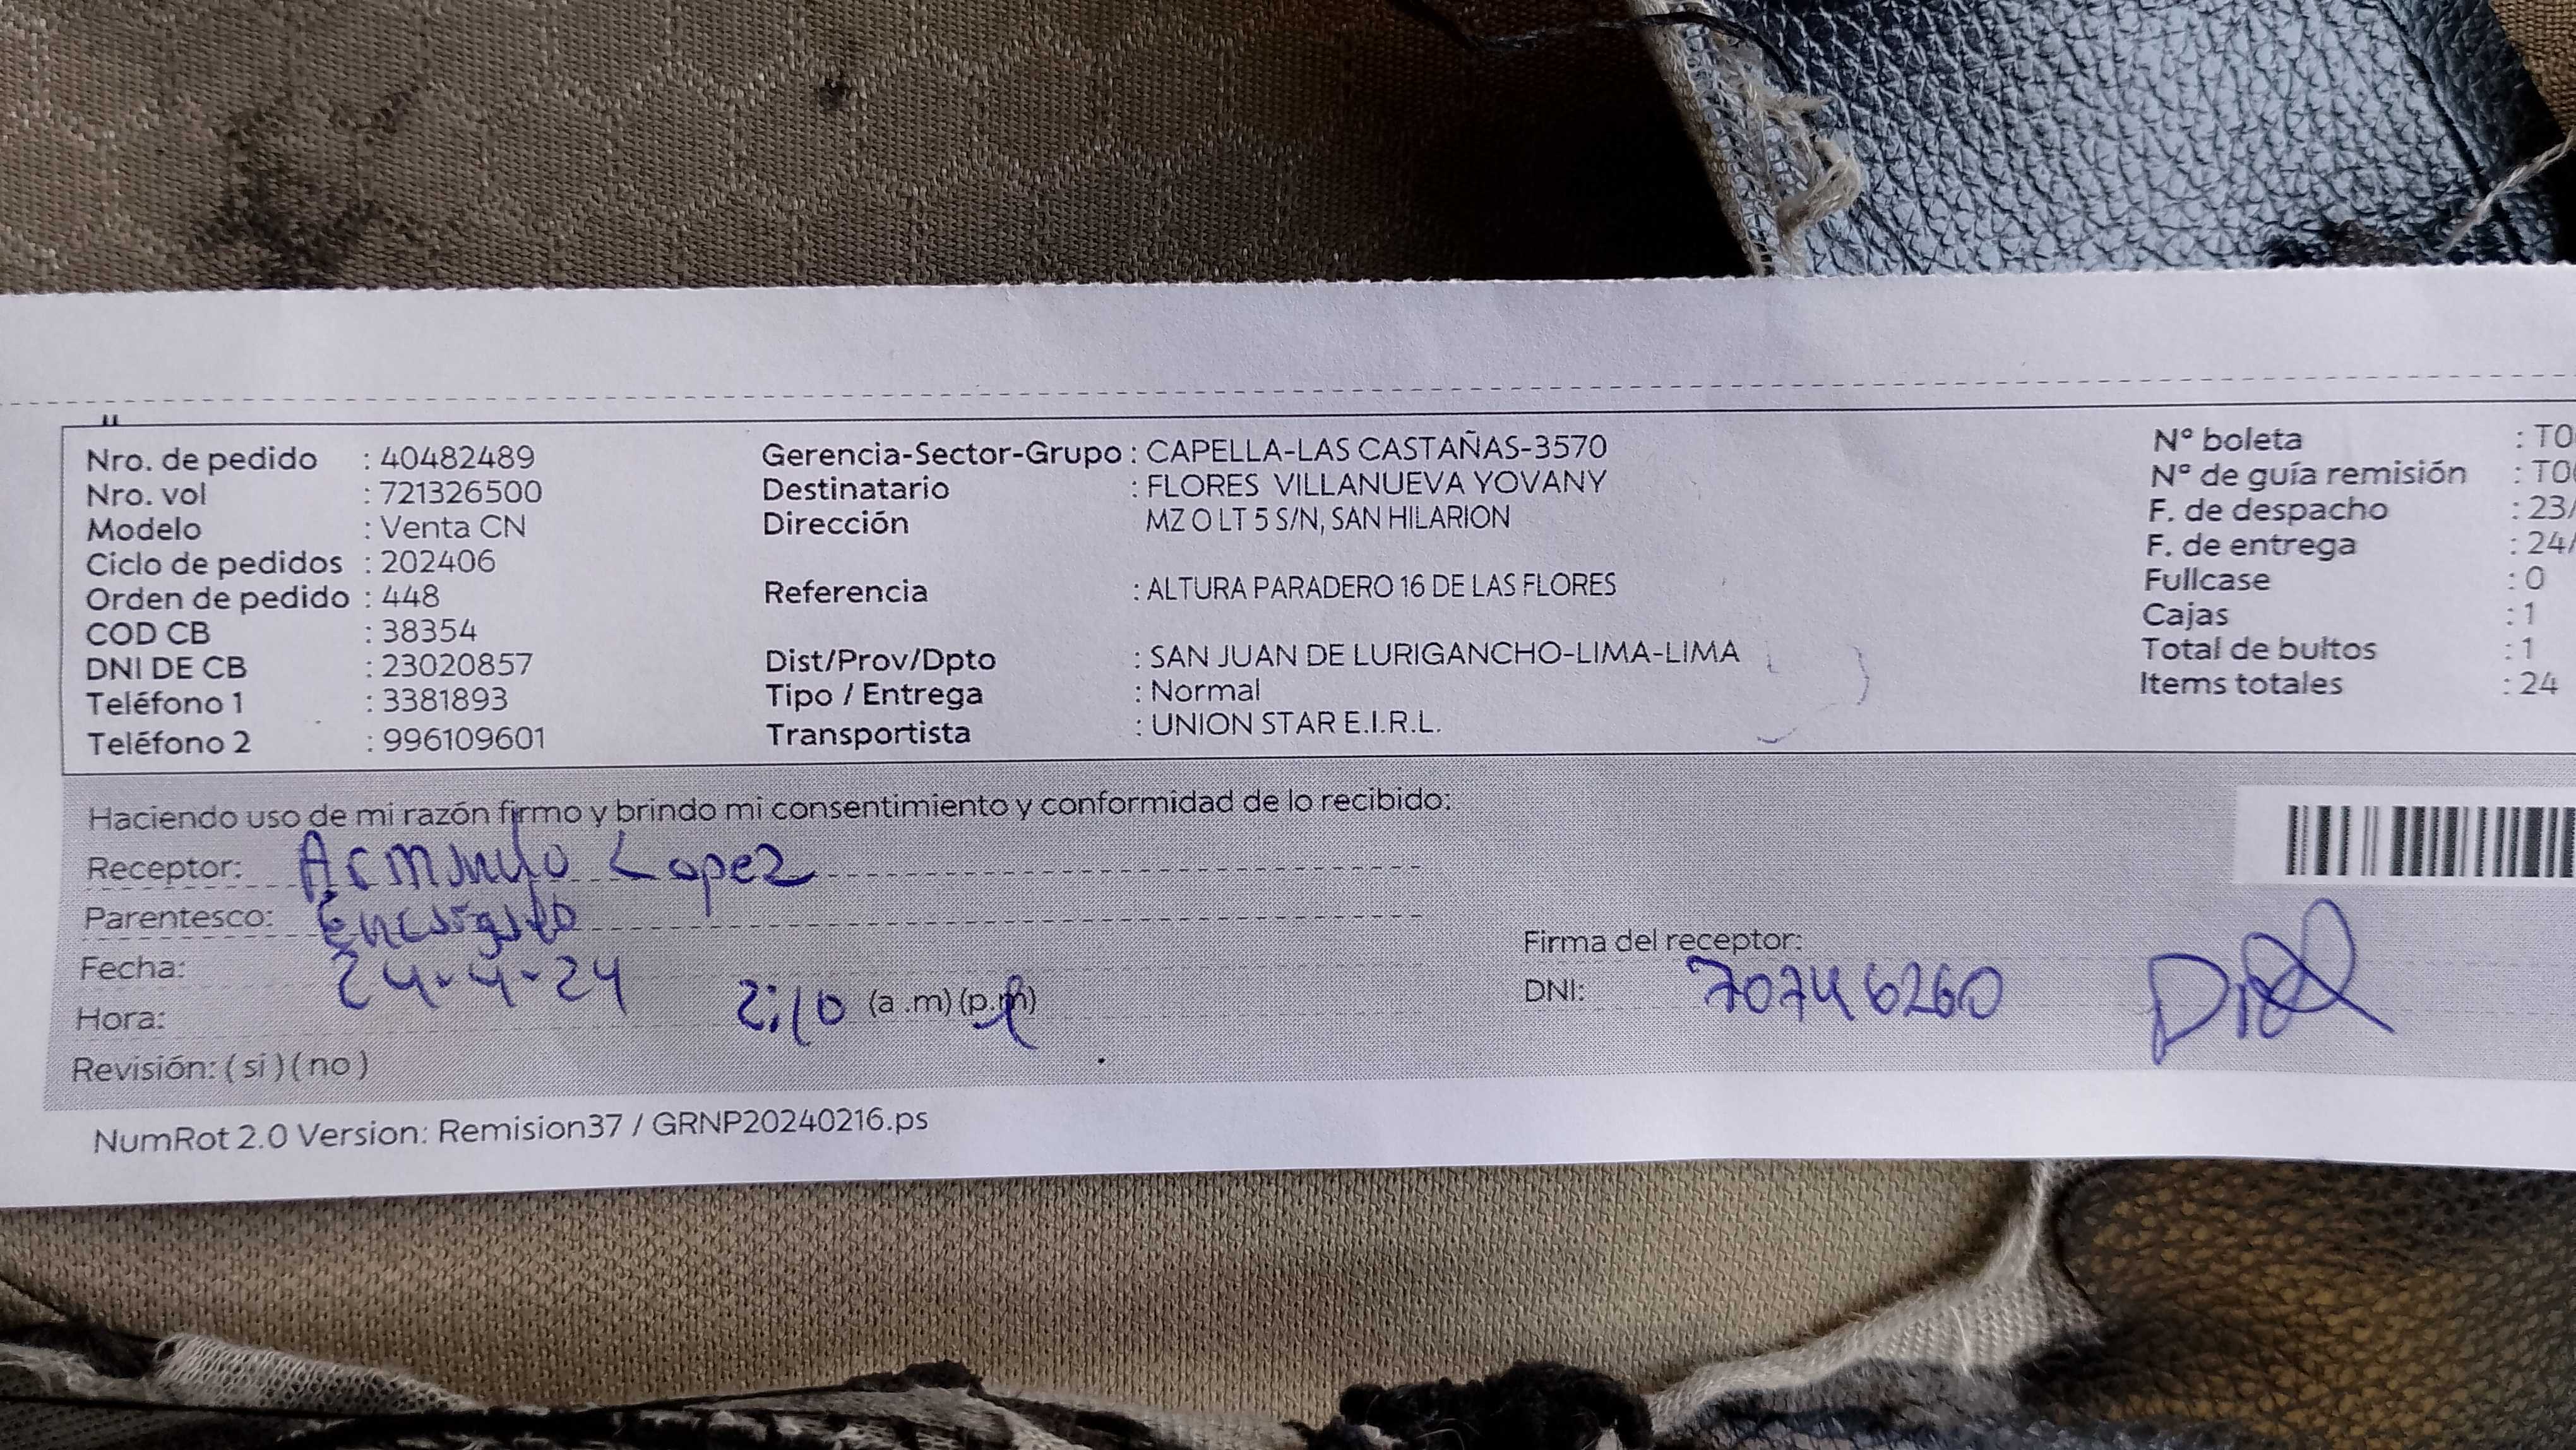 Nro. de pedido : 40482489
Nro. vol : 721326500
Modelo : Venta CN
Ciclo de pedidos : 202406
Orden de pedido : 448
COD CB : 38354
DNI DE CB : 23020857
Teléfono 1 : 3381893
Teléfono 2 : 996109601
Gerencia-Sector-Grupo : CAPELLA-LAS CASTAÑAS-3570
Destinatario : FLORES VILLANUEVA YOVANY
Dirección MZ O LT 5 S/N, SAN HILARION
Referencia : ALTURA PARADERO 16 DE LAS FLORES
Dist/Prov/Dpto : SAN JUAN DE LURIGANCHO-LIMA-LIMA
Tipo / Entrega : Normal
Transportista : UNION STAR E.I.R.L.
Nº boleta : TO
Nº de guía remisión : TO
F. de despacho : 23/
F. de entrega : 24/
Fullcase : 0
Cajas : 1
Total de bultos : 1
Items totales : 24
Haciendo uso de mi razón firmo y brindo mi consentimiento y conformidad de lo recibido:
Receptor: Lopez
Parentesco: Encargado
Fecha: 24-4-24
Hora: 2:10 (a .m) (p.m)
Revisión: ( si ) ( no )
Firma del receptor:
DNI: 70746260
NumRot 2.0 Version: Remision37 / GRNP20240216.ps